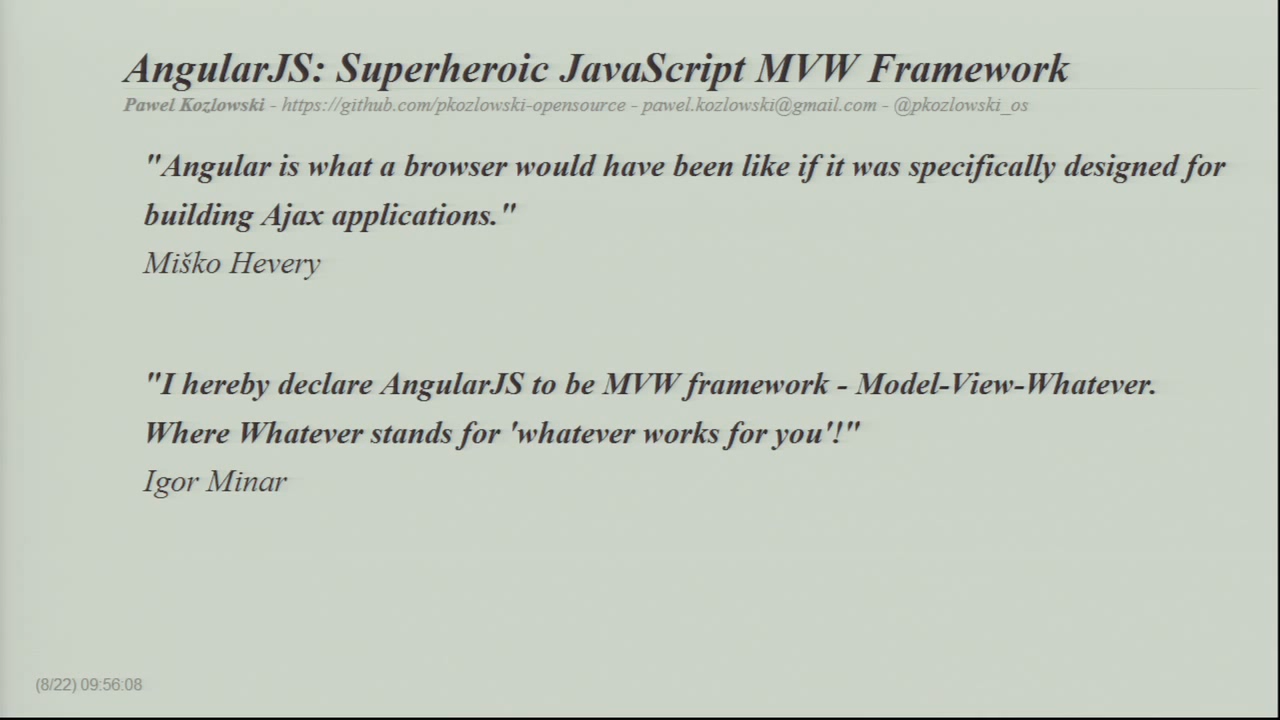 AngularJS: Superheroic JavaScript MVW Framework
Pawel Kozlowski - https://github.com/pkozlowski-opensource - pawel.kozlowski@gmail.com - @pkozlowski_os
"Angular is what a browser would have been like if it was specifically designed for
building Ajax applications."
Miško Hevery
"I hereby declare AngularJS to be MVW framework - Model-View-Whatever.
Where Whatever stands for 'whatever works for you'!"
Igor Minar
(8/22) 09:56:08